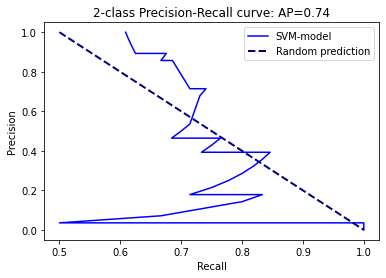 2-class Precision-Recall curve: AP=0.74
SVM-model
Random prediction
Precision
1.0
0.8
0.6
0.4
0.2
0.0
0.5 0.6 0.7 0.8 0.9 1.0
Recall